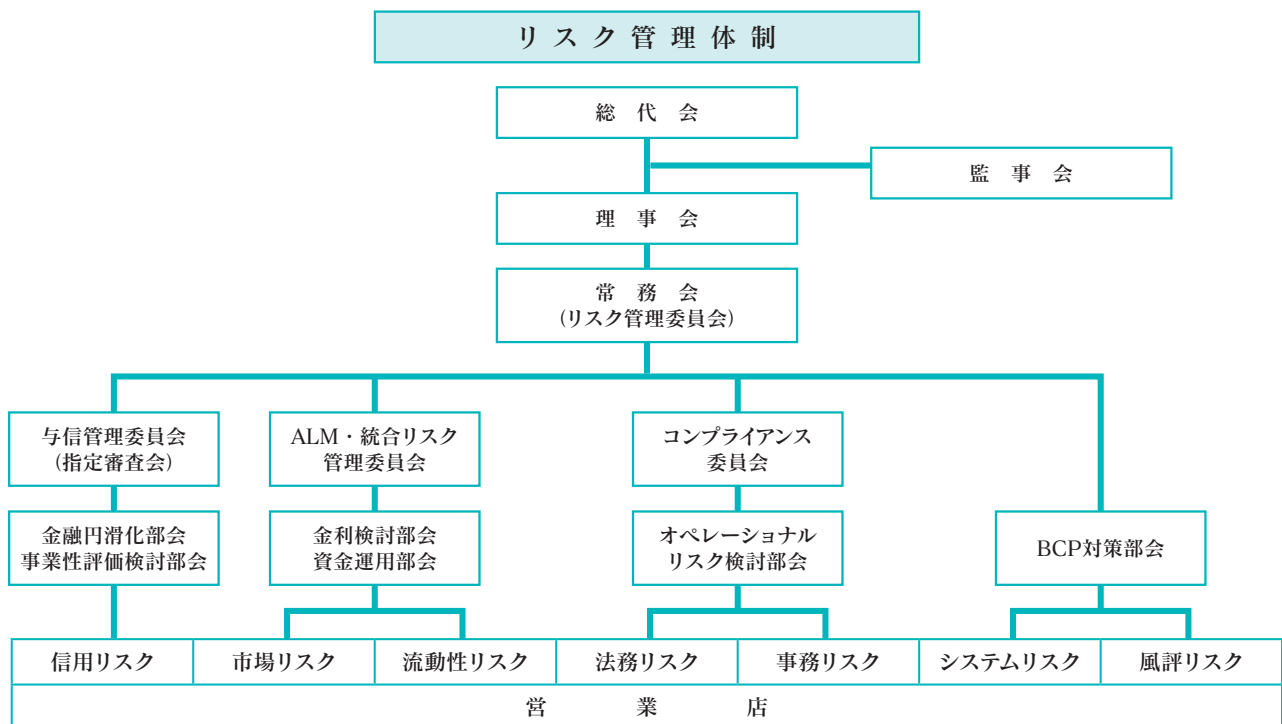 リスク管理体制
総代会
監事会
理事会
常務会
(リスク管理委員会)
与信管理委員会
(指定審査会)
ALM・統合リスク
管理委員会
コンプライアンス
委員会
金融円滑化部会
事業性評価検討部会
金利検討部会
資金運用部会
オペレーショナル
リスク検討部会
BCP対策部会
信用リスク
市場リスク
流動性リスク
法務リスク
事務リスク
システムリスク
風評リスク
営業店